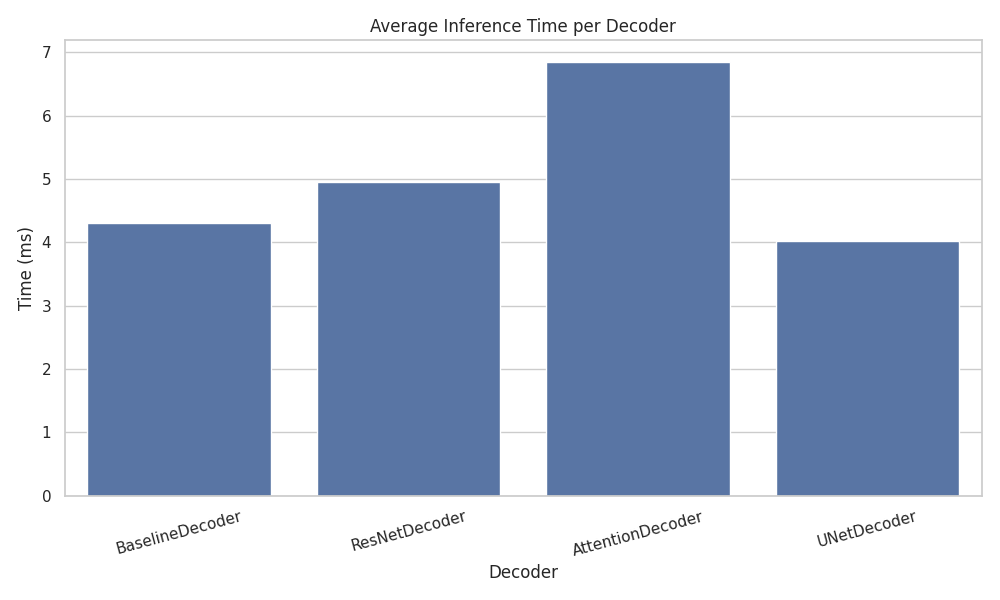 Average Inference Time per Decoder
7
6
5
4
3
2
1
0
Time (ms)
BaselineDecoder
ResNetDecoder
AttentionDecoder
UNetDecoder
Decoder